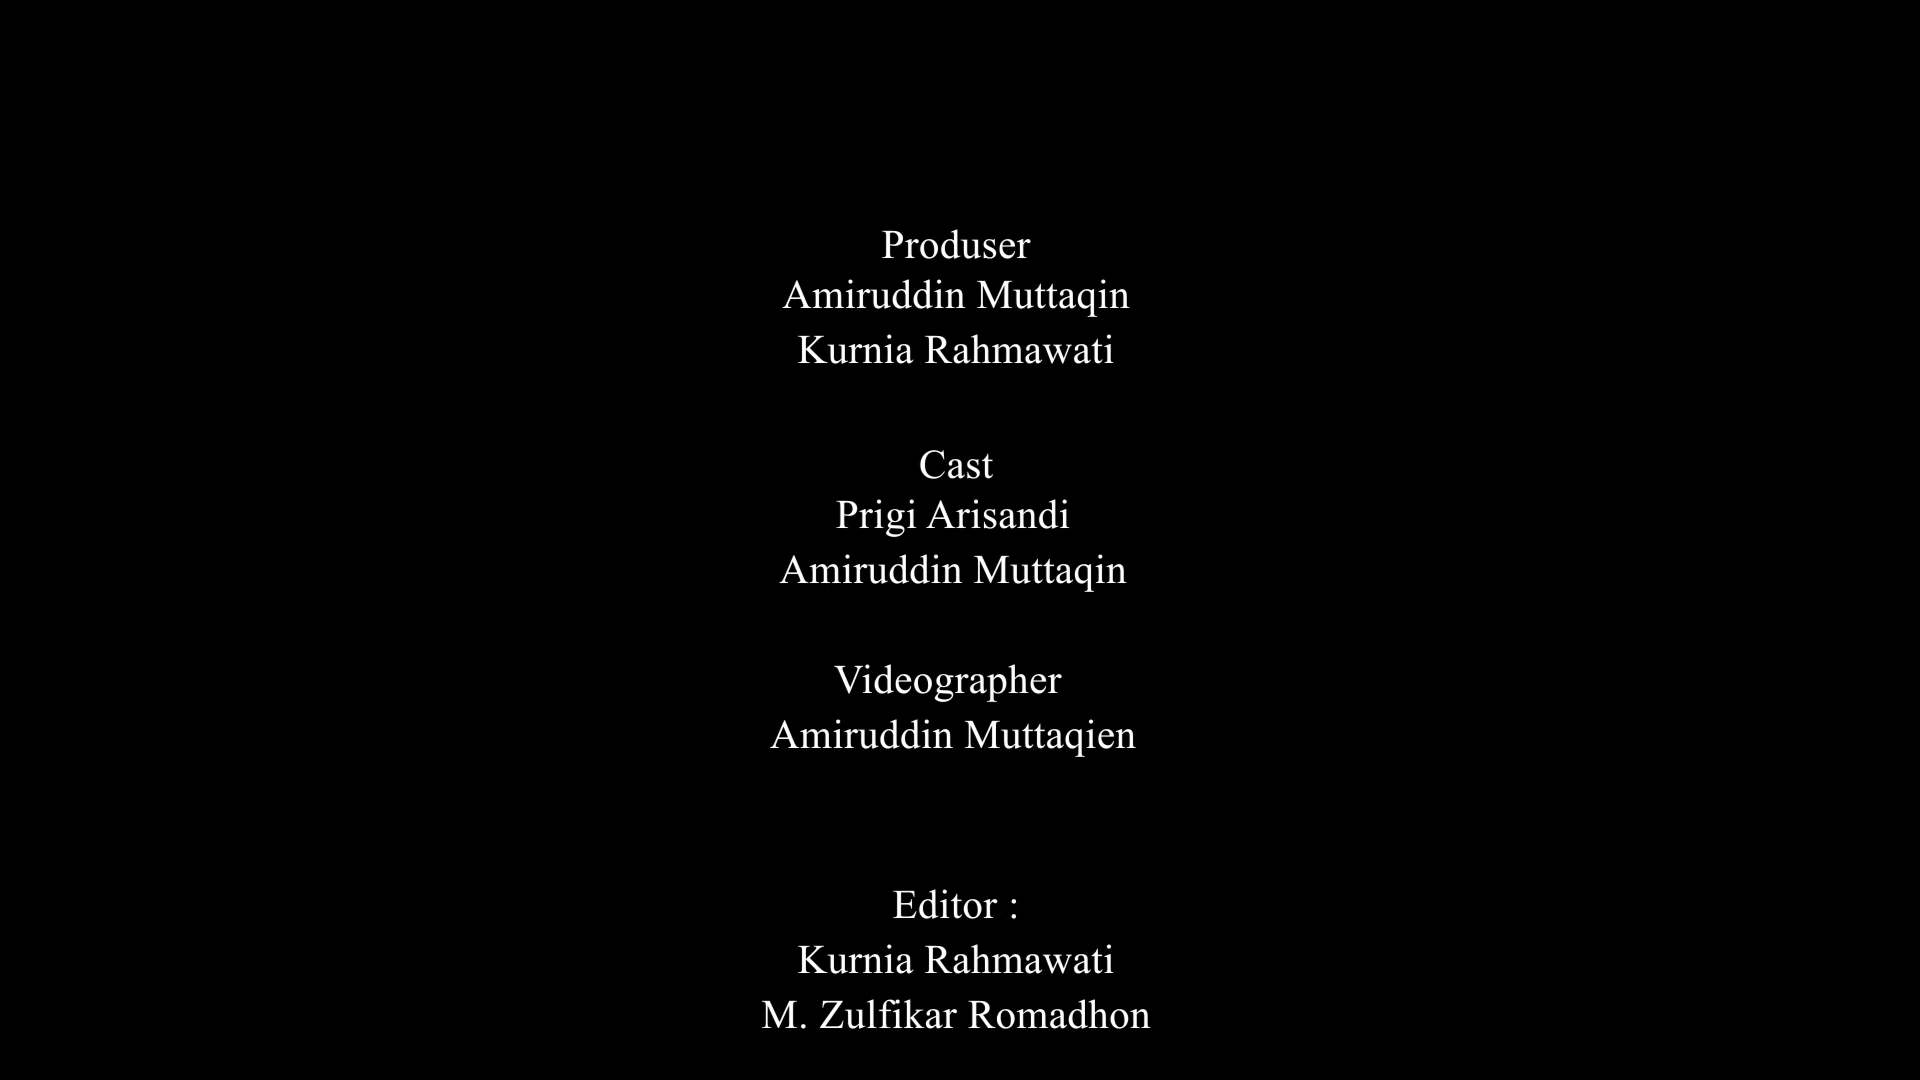 Produser
Amiruddin Muttaqin
Kurnia Rahmawati
Cast
Prigi Arisandi
Amiruddin Muttaqin
Videographer
Amiruddin Muttaqien
Editor :
Kurnia Rahmawati
M. Zulfikar Romadhon